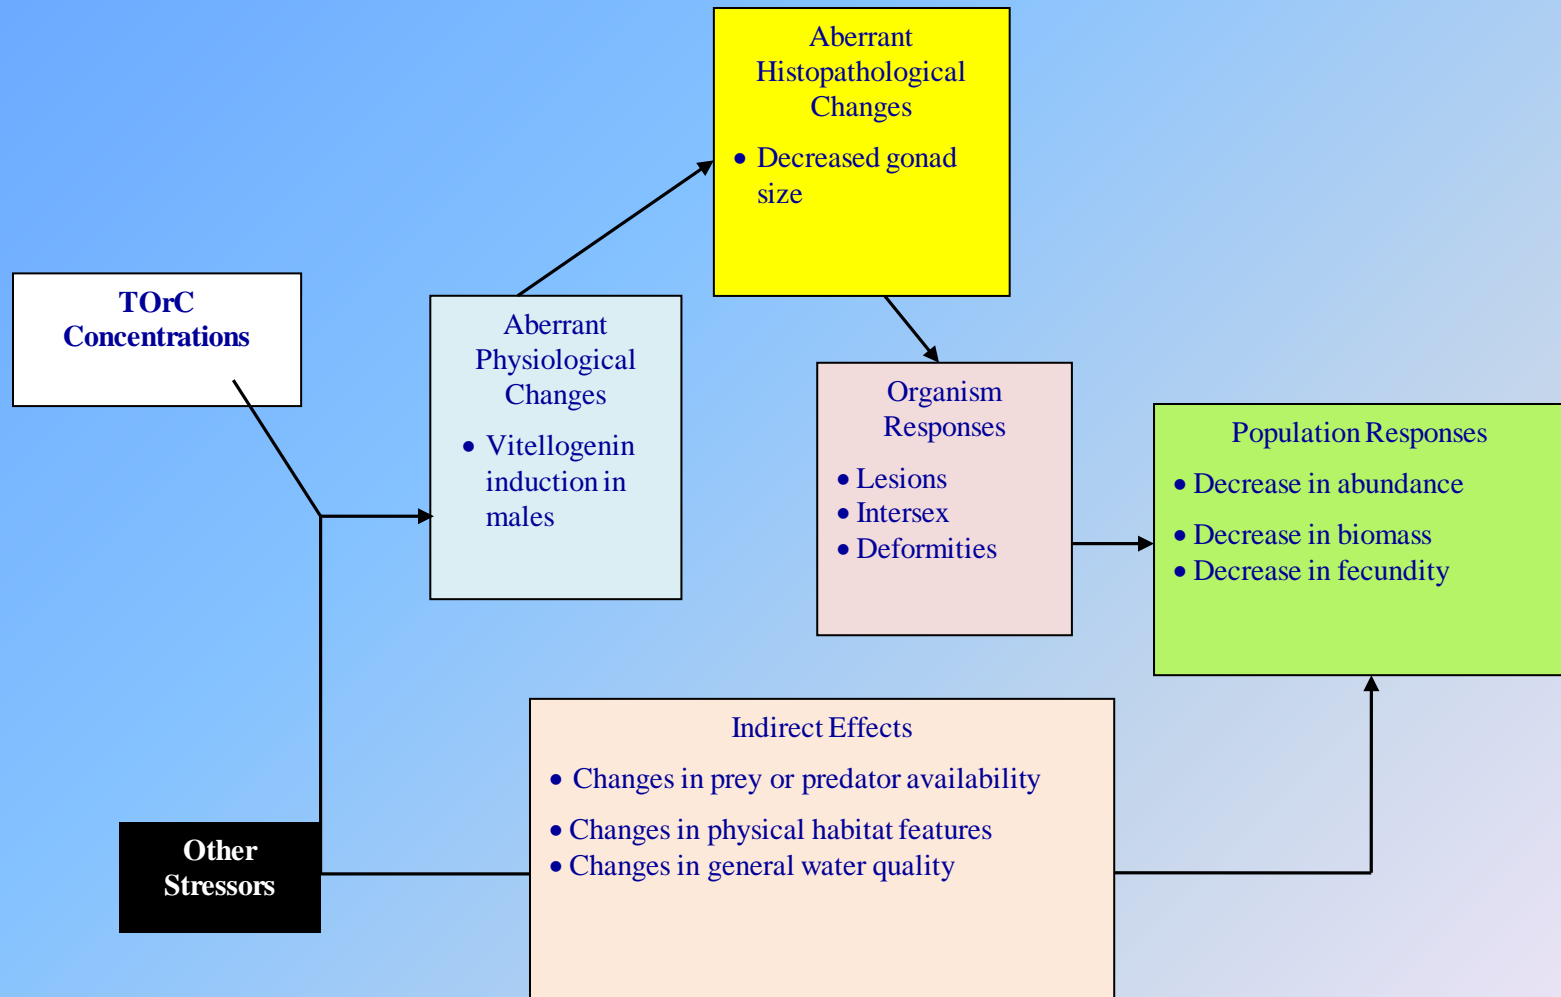 Aberrant
Histopathological
Changes
• Decreased gonad
size
TOrC
Concentrations
Aberrant
Physiological
Changes
• Vitellogenin
induction in
males
Organism
Responses
• Lesions
• Intersex
• Deformities
Population Responses
• Decrease in abundance
• Decrease in biomass
• Decrease in fecundity
Indirect Effects
• Changes in prey or predator availability
• Changes in physical habitat features
• Changes in general water quality
Other
Stressors